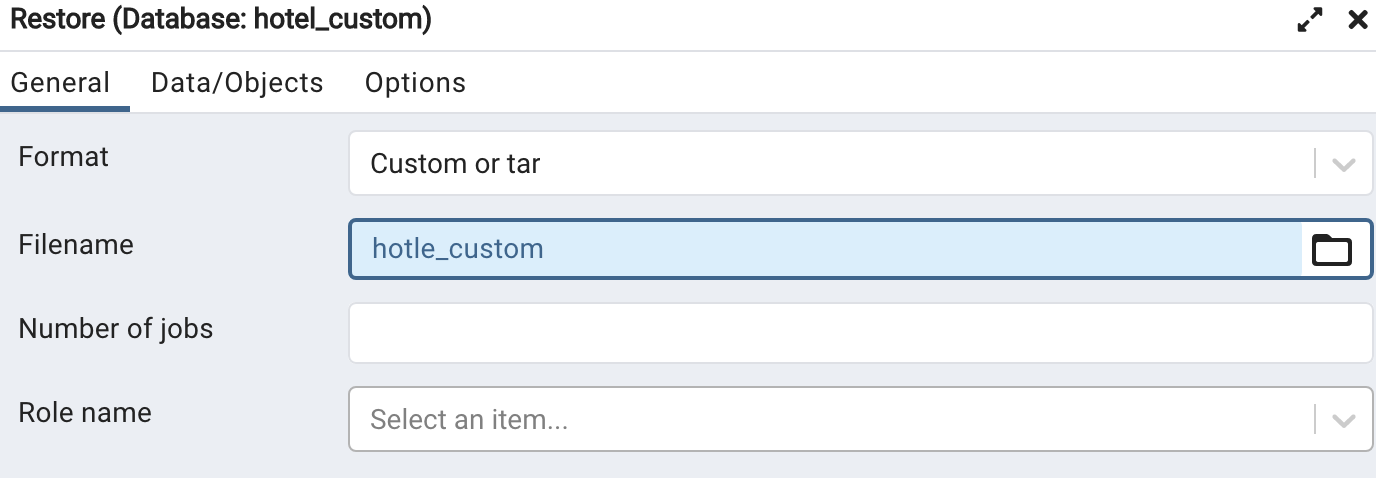 Restore (Database: hotel_custom)
General Data/Objects Options
Format Custom or tar
Filename hotle_custom
Number of jobs
Role name Select an item...